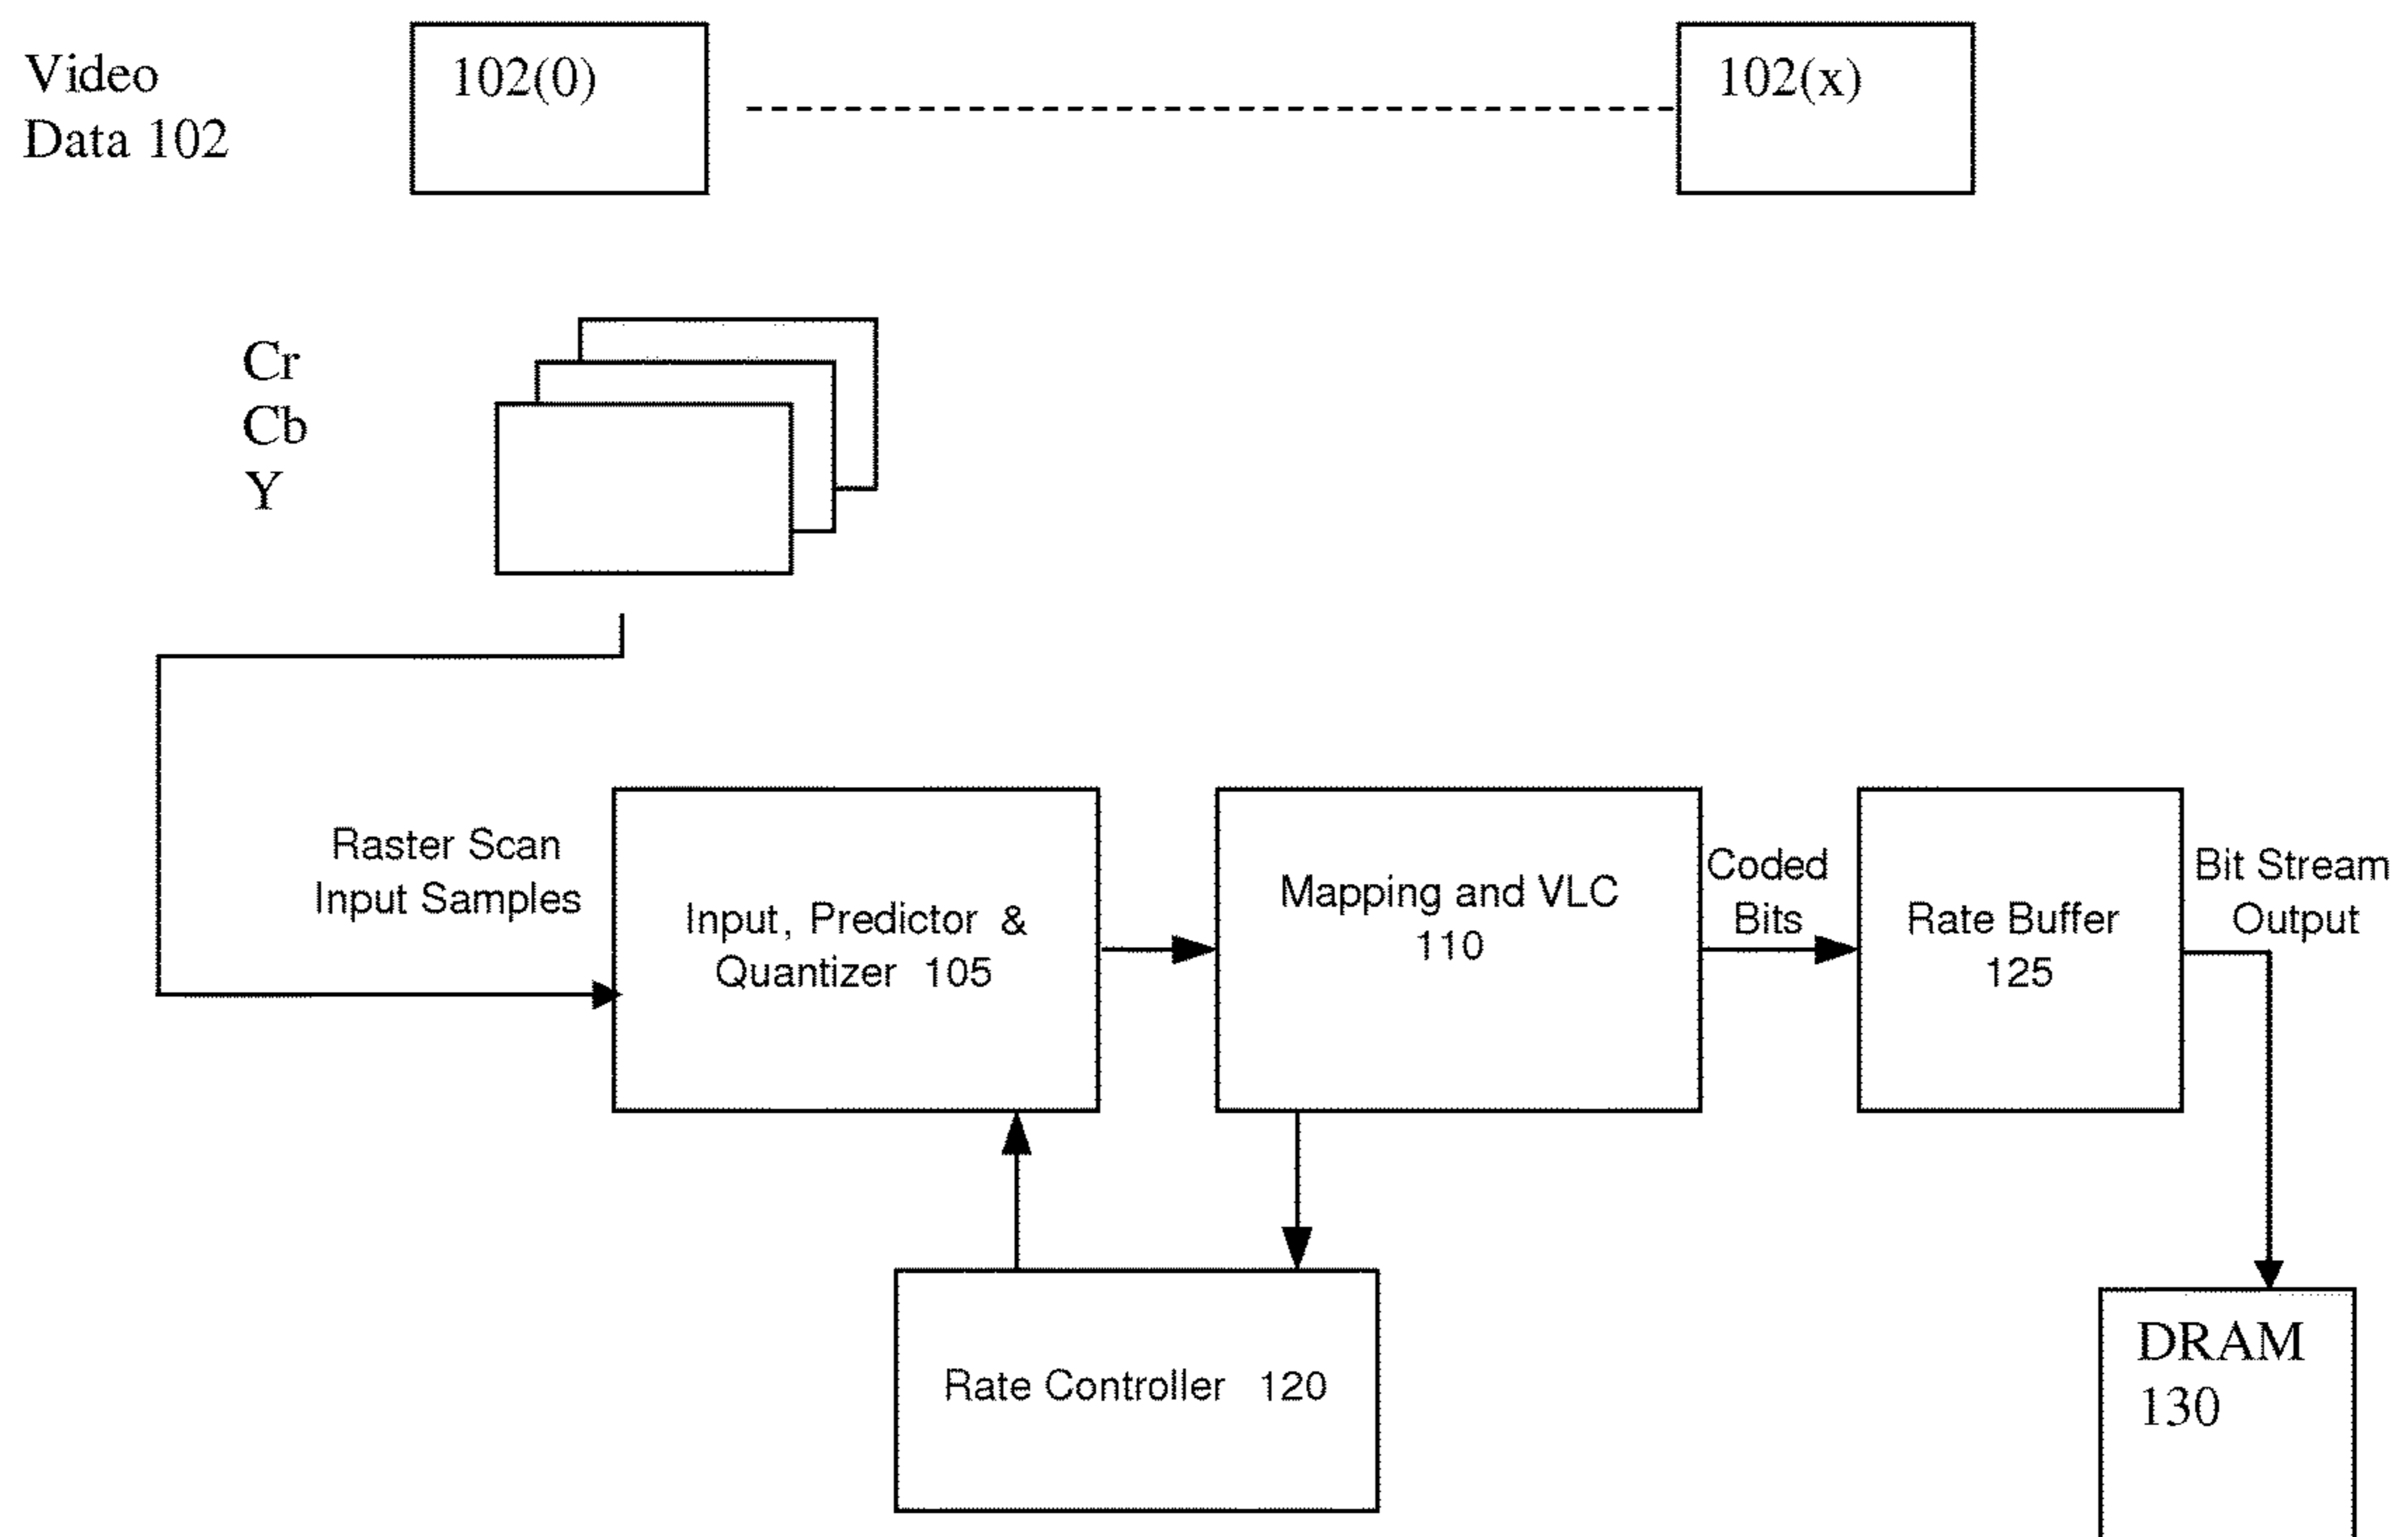 Video
Data 102
102(0)
102(x)
Cr
Cb
Y
Raster Scan
Input Samples
Input, Predictor &
Quantizer 105
Mapping and VLC
110
Coded
Bits
Rate Buffer
125
Bit Stream
Output
Rate Controller 120
DRAM
130